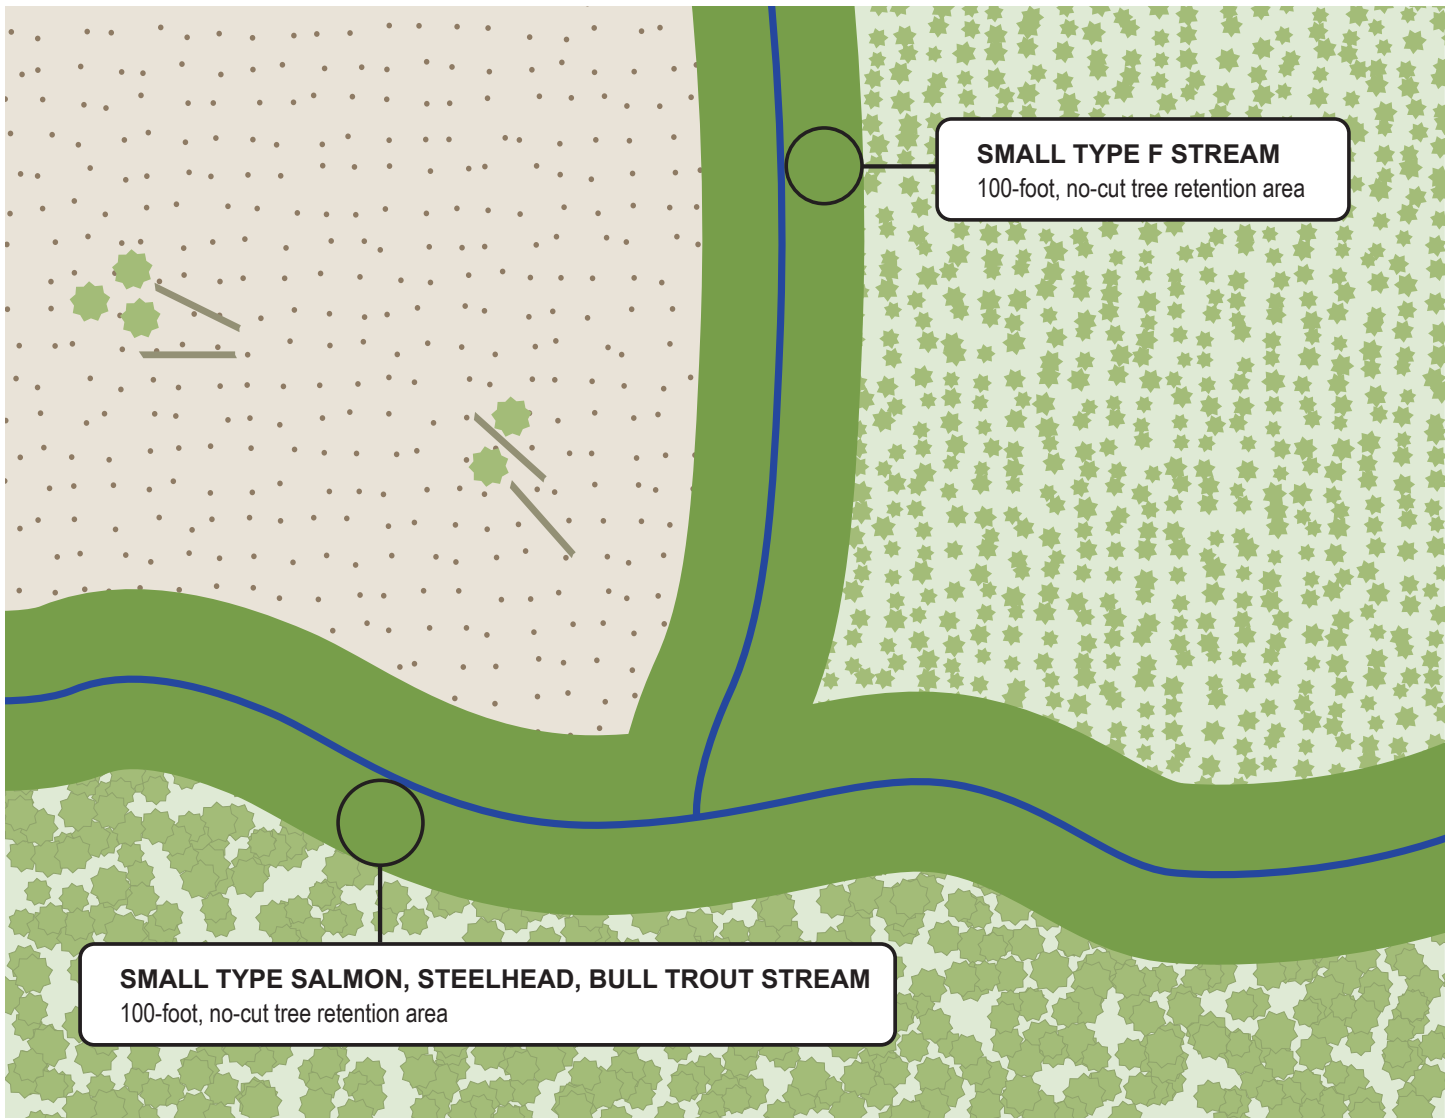 SMALL TYPE F STREAM
100-foot, no-cut tree retention area
SMALL TYPE SALMON, STEELHEAD, BULL TROUT STREAM
100-foot, no-cut tree retention area